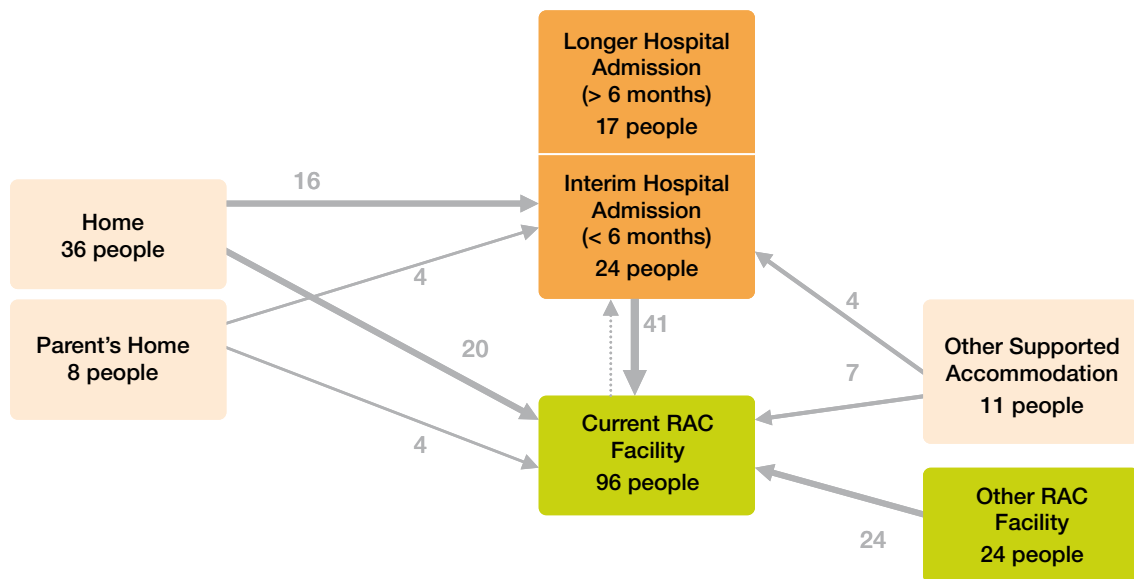 Longer Hospital
Admission
(> 6 months)
17 people
Interim Hospital
Admission
(< 6 months)
24 people
16
Home
36 people
4
Parent's Home
8 people
20
4
41
4
7
Other Supported
Accommodation
11 people
Current RAC
Facility
96 people
24
Other RAC
Facility
24 people